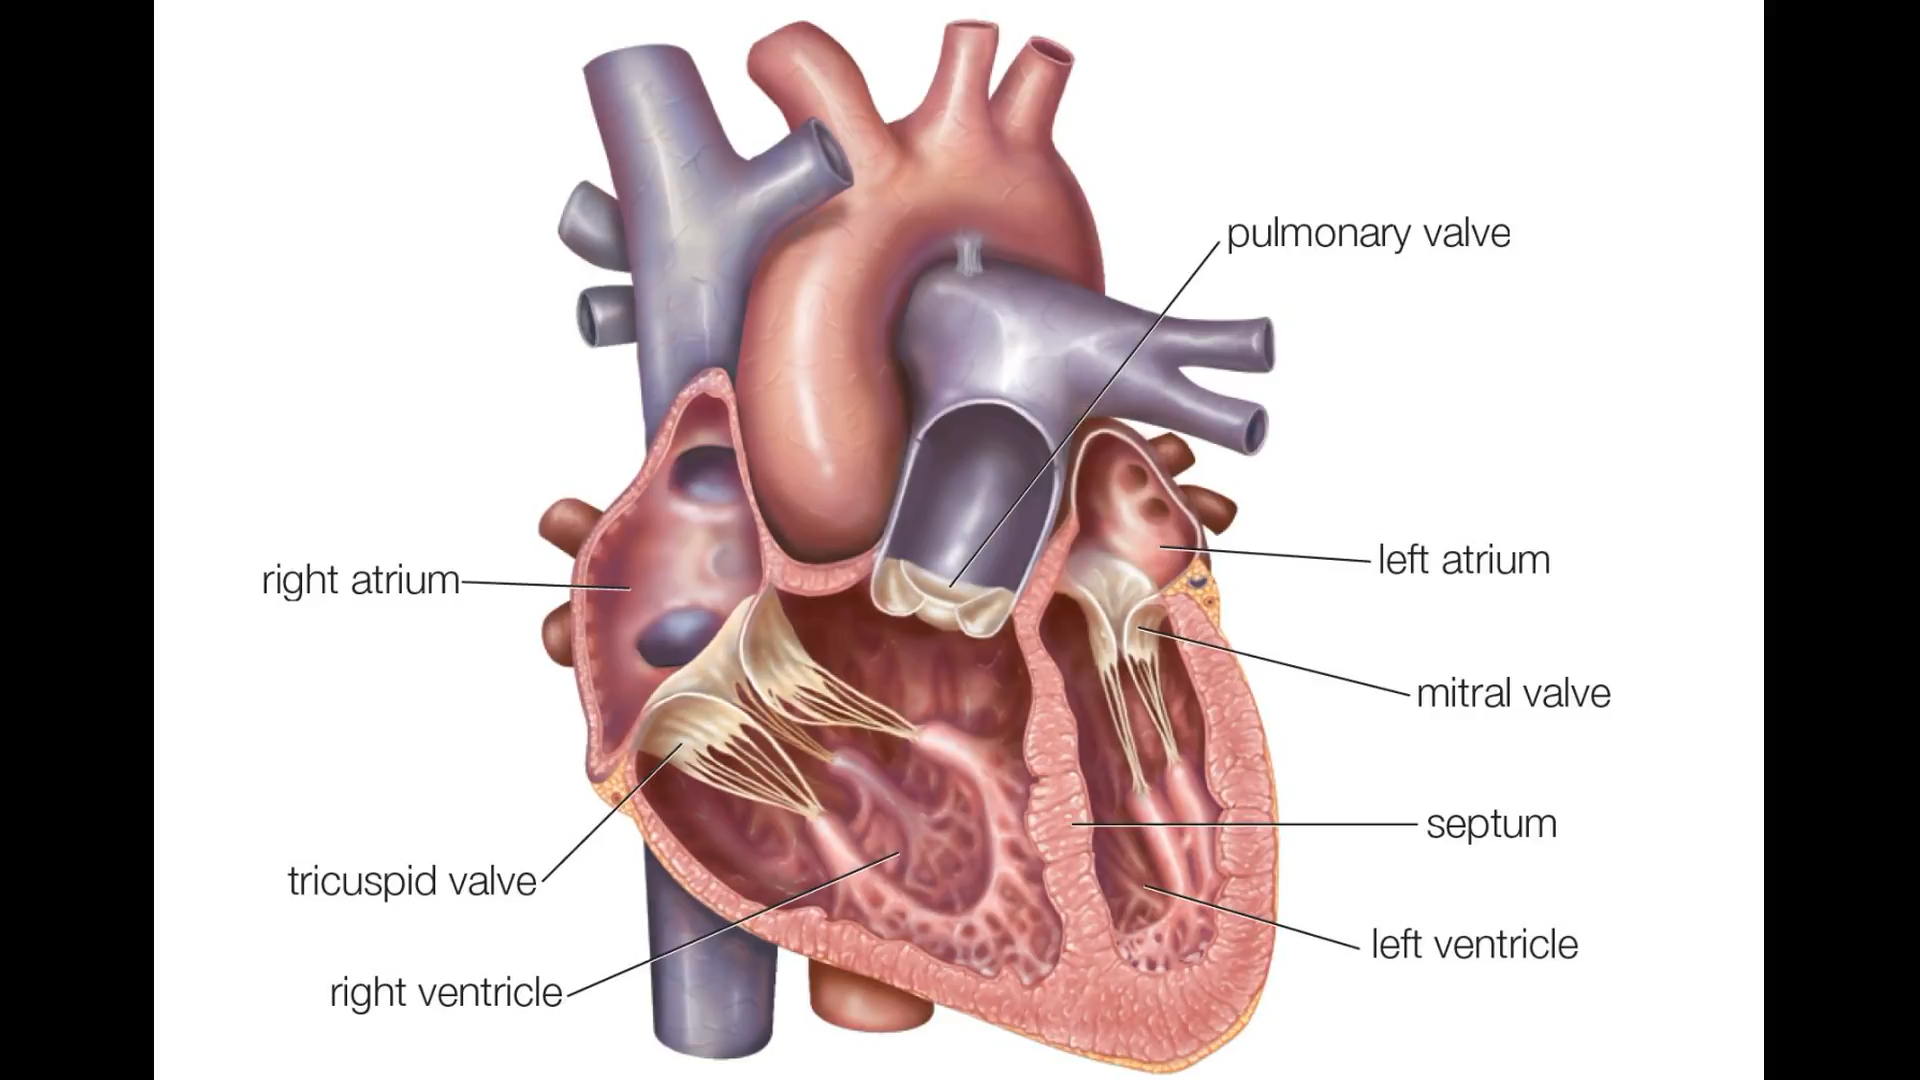 pulmonary valve
left atrium
right atrium
mitral valve
septum
tricuspid valve
left ventricle
right ventricle